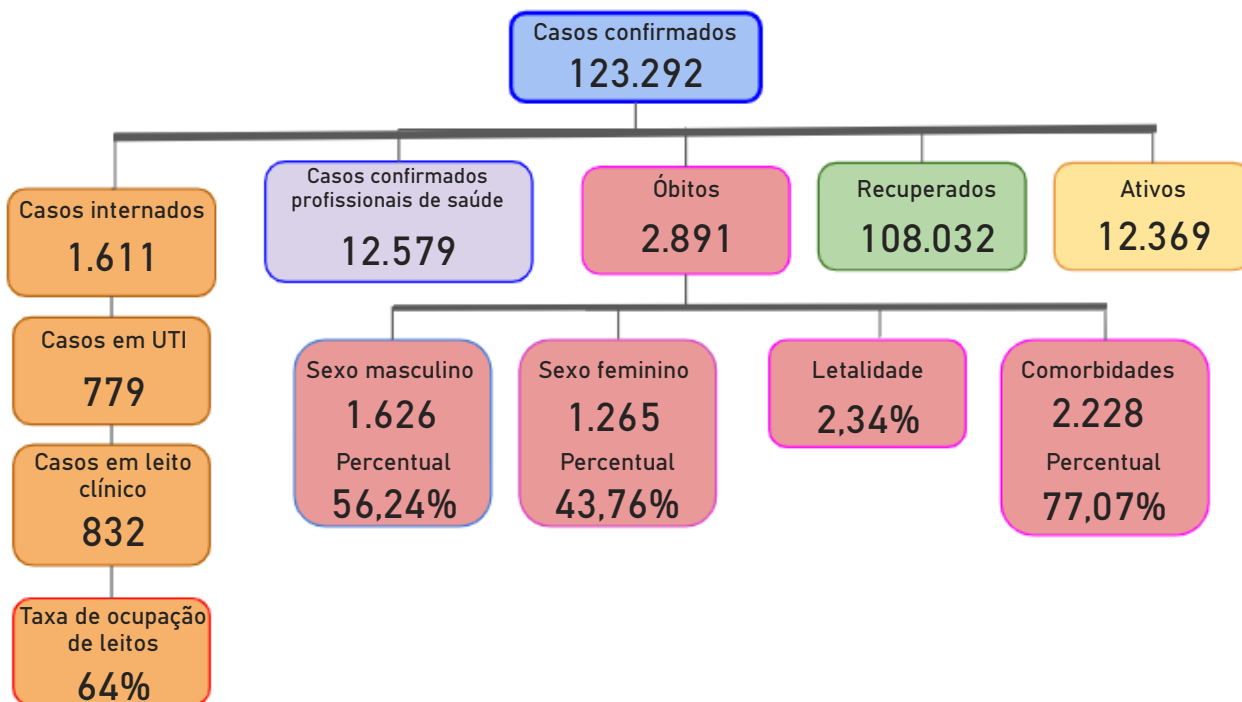 Casos confirmados
123.292
Casos internados
1.611
Casos em UTI
779
Casos em leito
clínico
832
Taxa de ocupação
de leitos
64%
Casos confirmados
profissionais de saúde
12.579
Óbitos
2.891
Sexo masculino
1.626
Percentual
56,24%
Sexo feminino
1.265
Percentual
43,76%
Letalidade
2,34%
Comorbidades
2.228
Percentual
77,07%
Recuperados
108.032
Ativos
12.369